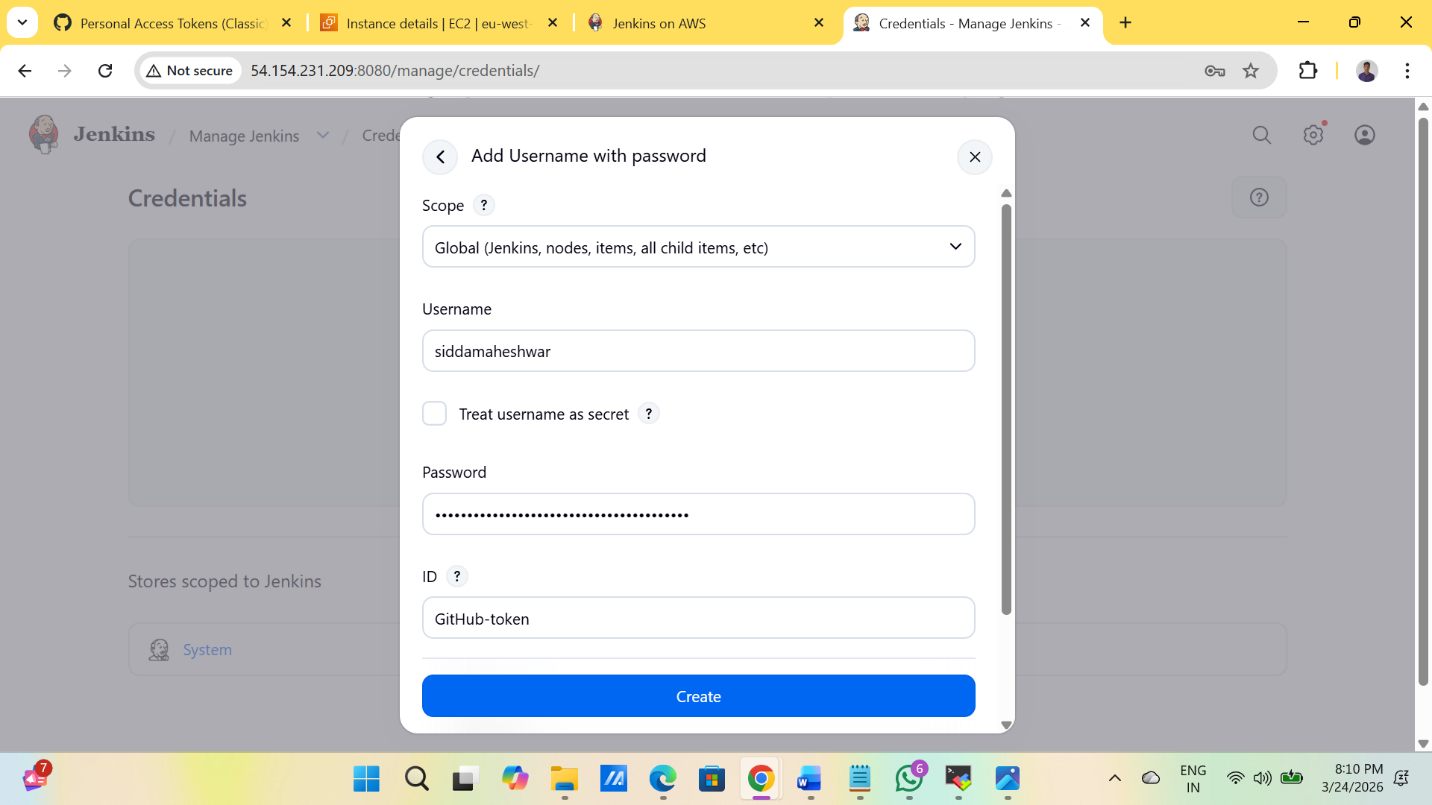 Personal Access Tokens (Classic)
Instance details | EC2 | eu-west-
Jenkins on AWS
Credentials - Manage Jenkins -
Not secure
54.154.231.209:8080/manage/credentials/
Jenkins / Manage Jenkins / Crede
Credentials
Add Username with password
Scope ?
Global (Jenkins, nodes, items, all child items, etc)
Username
siddamaheshwar
Treat username as secret ?
Password
••••••••••••••••••••••••••••••••••••••••
ID ?
GitHub-token
Create
Stores scoped to Jenkins
System
7
6
ENG
IN
8:10 PM
3/24/2026